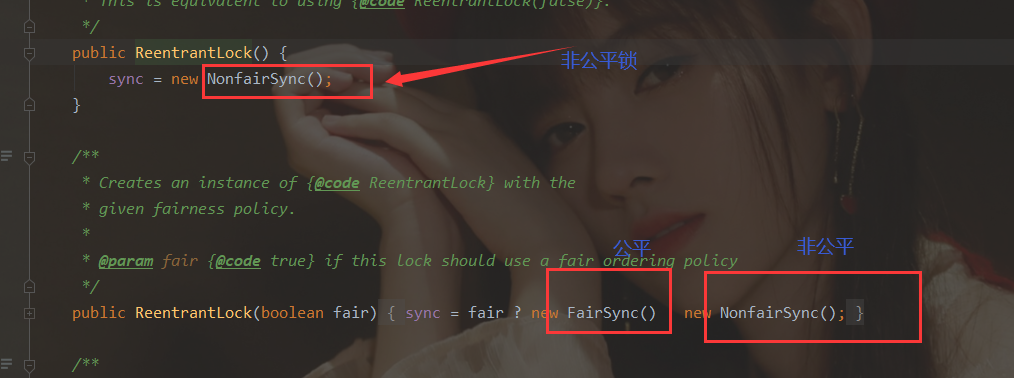 * This is equivalent to using {@code ReentrantLock(false)}.
*/
public ReentrantLock() {
sync = new NonfairSync();
非公平锁
}
/**
* Creates an instance of {@code ReentrantLock} with the
* given fairness policy.
*
公平
非公平
* @param fair {@code true} if this lock should use a fair ordering policy
*/
public ReentrantLock(boolean fair) { sync = fair ? new FairSync() new NonfairSync(); }
/**